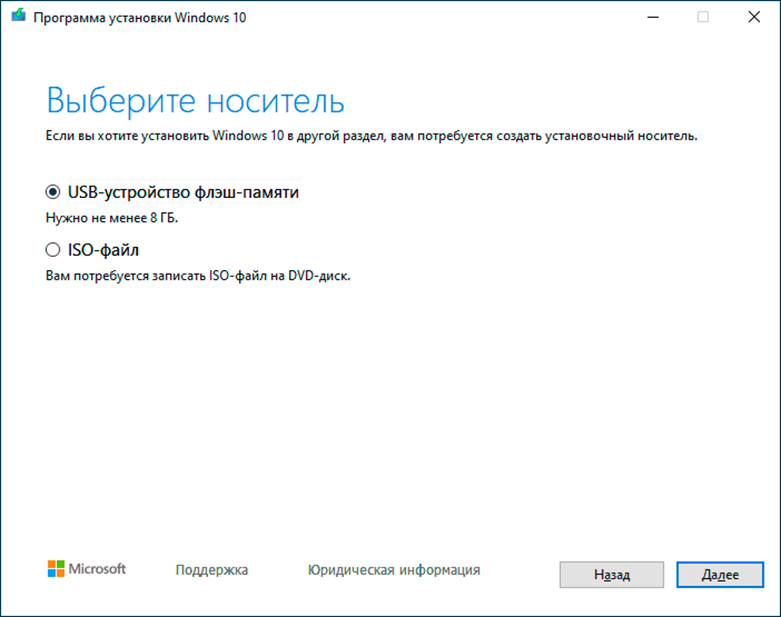 Программа установки Windows 10
Выберите носитель
Если вы хотите установить Windows 10 в другой раздел, вам потребуется создать установочный носитель.
USB-устройство флэш-памяти
Нужно не менее 8 ГБ.
ISO-файл
Вам потребуется записать ISO-файл на DVD-диск.
Microsoft Поддержка Юридическая информация Назад Далее